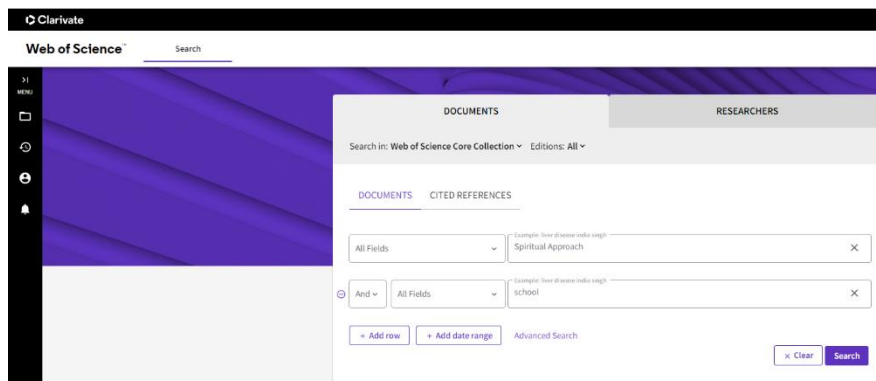 Clarivate
Web of Science™ Search
MENU
DOCUMENTS RESEARCHERS
Search in: Web of Science Core Collection Editions: All
DOCUMENTS CITED REFERENCES
Example: liver disease india singh
All Fields Spiritual Approach
Example: liver disease india singh
And All Fields school
+ Add row + Add date range Advanced Search
× Clear Search